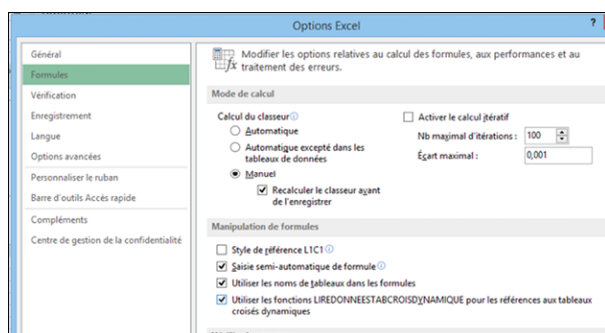 Options Excel
?
Général
Formules
Vérification
Enregistrement
Langue
Options avancées
Personnaliser le ruban
Barre d'outils Accès rapide
Compléments
Centre de gestion de la confidentialité
Modifier les options relatives au calcul des formules, aux performances et au
traitement des erreurs.
Mode de calcul
Calcul du classeur
Automatique
Automatique excepté dans les
tableaux de données
Manuel
Recalculer le classeur avant
de l'enregistrer
Activer le calcul itératif
Nb maximal d'itérations : 100
Écart maximal : 0,001
Manipulation de formules
Style de référence L1C1
Saisie semi-automatique de formule
Utiliser les noms de tableaux dans les formules
Utiliser les fonctions LIREDONNEESTABCROISDYNAMIQUE pour les références aux tableaux
croisés dynamiques